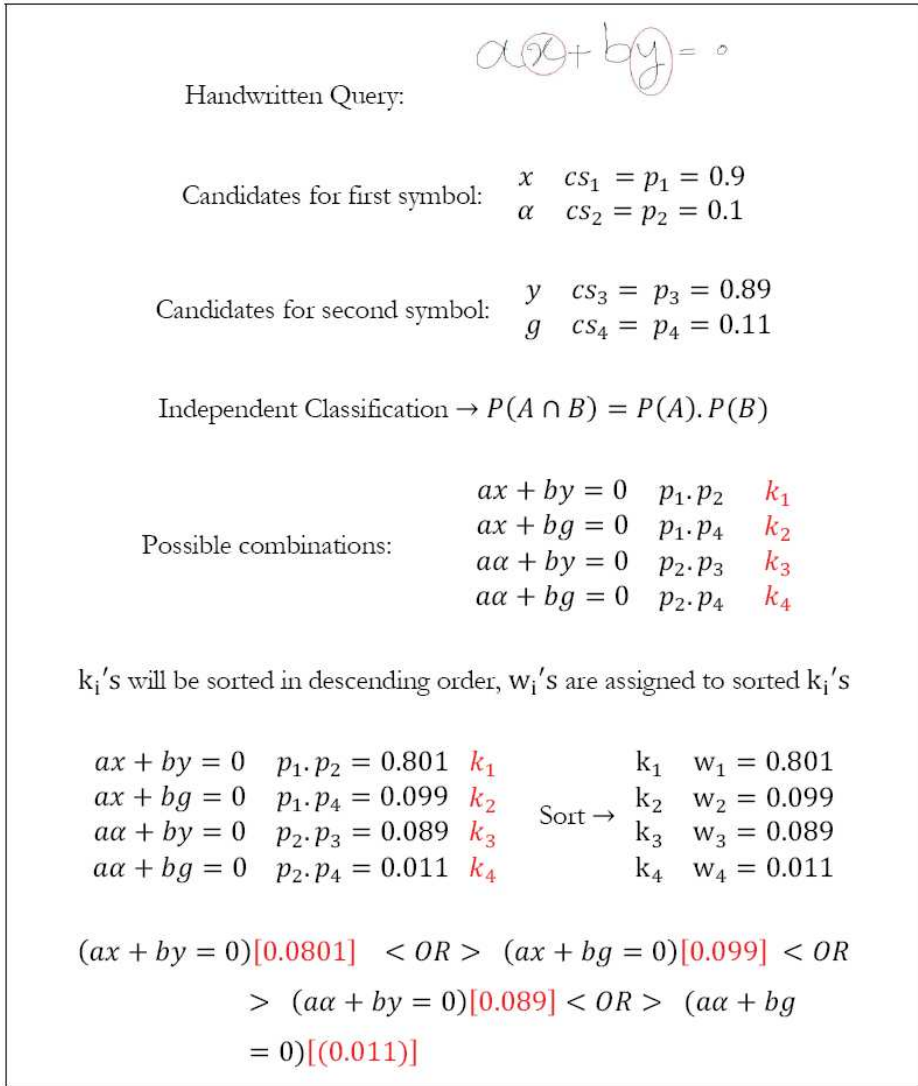 ax + by = 0
Handwritten Query:
Candidates for first symbol: x cs₁ = p₁ = 0.9
α cs₂ = p₂ = 0.1
Candidates for second symbol: y cs₃ = p₃ = 0.89
g cs₄ = p₄ = 0.11
Independent Classification → P(A ∩ B) = P(A).P(B)
Possible combinations:
ax + by = 0 p₁.p₂ k₁
ax + bg = 0 p₁.p₄ k₂
aα + by = 0 p₂.p₃ k₃
aα + bg = 0 p₂.p₄ k₄
kᵢ's will be sorted in descending order, wᵢ's are assigned to sorted kᵢ's
ax + by = 0 p₁.p₂ = 0.801 k₁
ax + bg = 0 p₁.p₄ = 0.099 k₂
aα + by = 0 p₂.p₃ = 0.089 k₃
aα + bg = 0 p₂.p₄ = 0.011 k₄
Sort →
k₁ w₁ = 0.801
k₂ w₂ = 0.099
k₃ w₃ = 0.089
k₄ w₄ = 0.011
(ax + by = 0)[0.0801] < OR > (ax + bg = 0)[0.099] < OR
> (aα + by = 0)[0.089] < OR > (aα + bg
= 0)[(0.011)]